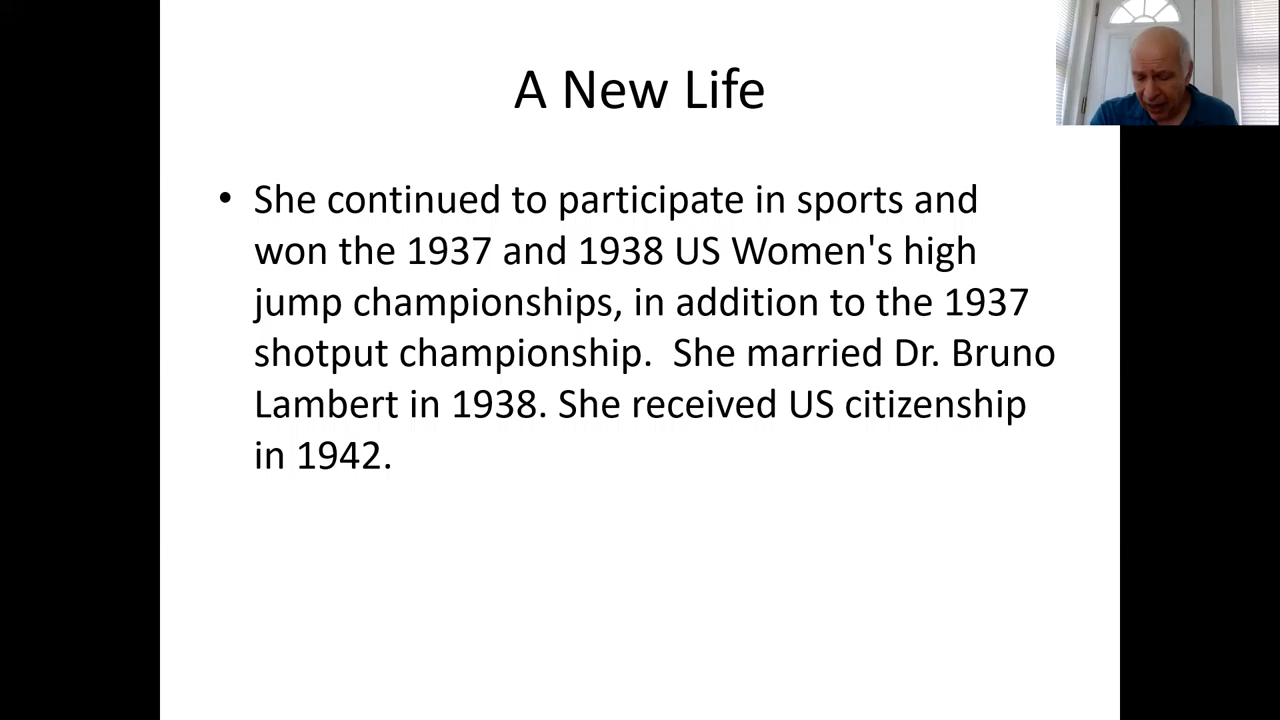 A New Life
• She continued to participate in sports and
won the 1937 and 1938 US Women's high
jump championships, in addition to the 1937
shotput championship.  She married Dr. Bruno
Lambert in 1938. She received US citizenship
in 1942.